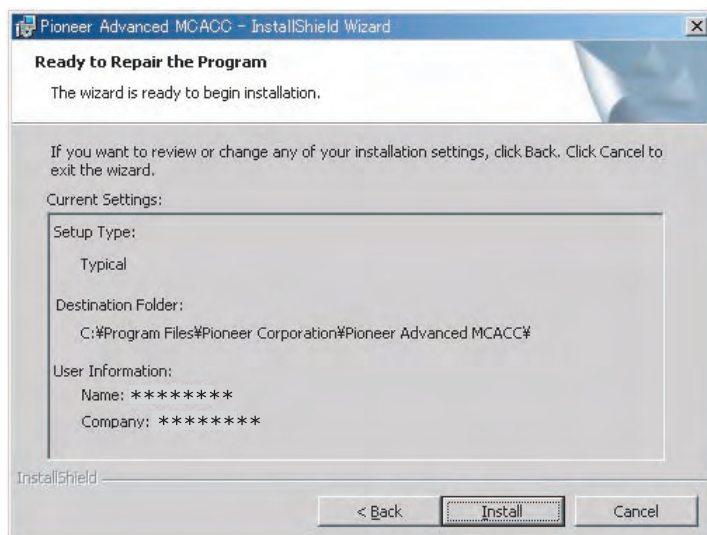 Pioneer Advanced MCACC - InstallShield Wizard
Ready to Repair the Program
The wizard is ready to begin installation.
If you want to review or change any of your installation settings, click Back. Click Cancel to
exit the wizard.
Current Settings:
Setup Type:
Typical
Destination Folder:
C:¥Program Files¥Pioneer Corporation¥Pioneer Advanced MCACC¥
User Information:
Name: ********
Company: ********
InstallShield
< Back
Install
Cancel